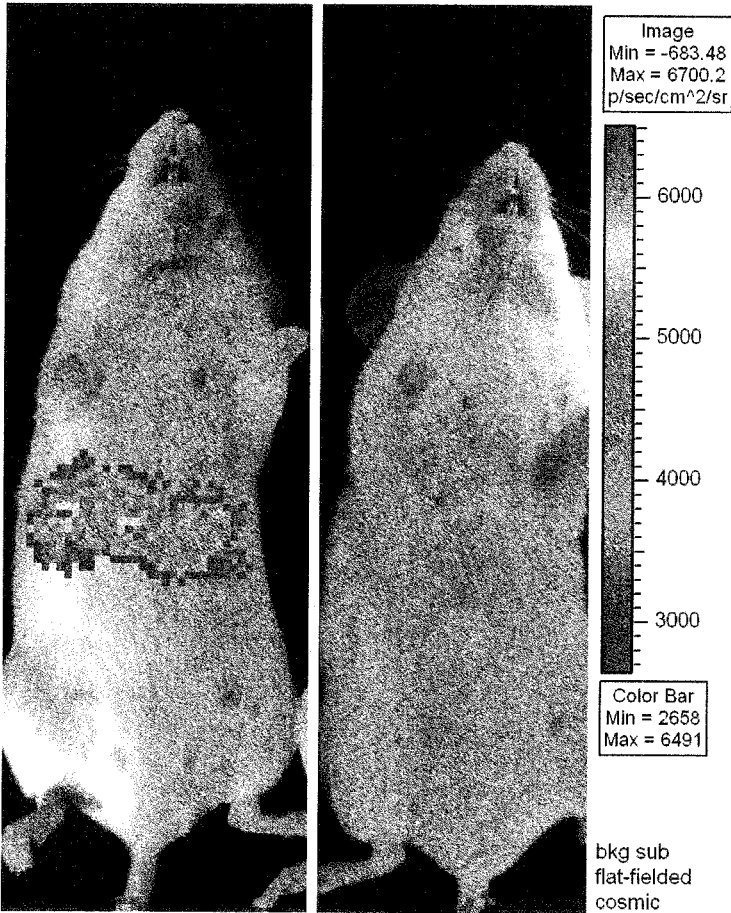 Image
Min = -683.48
Max = 6700.2
p/sec/cm^2/sr
6000
5000
4000
3000
Color Bar
Min = 2658
Max = 6491
bkg sub
flat-fielded
cosmic